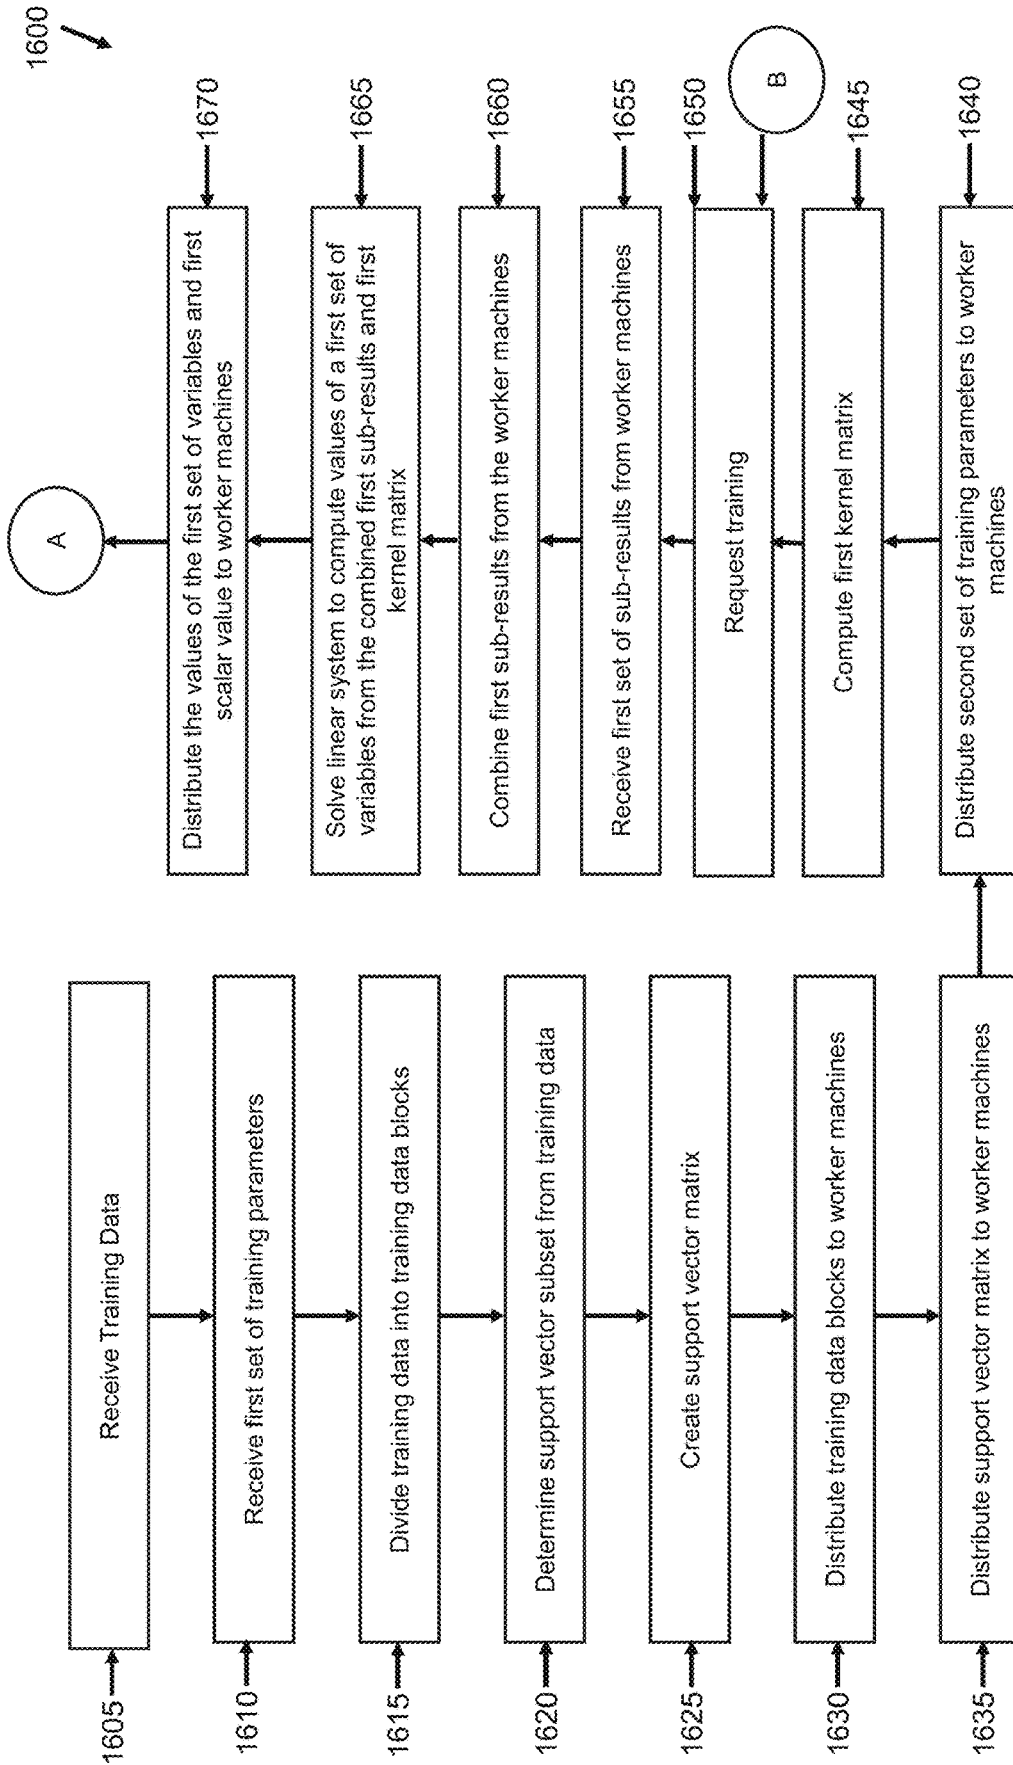 1600
1605
Receive Training Data
1610
Receive first set of training parameters
1615
Divide training data into training data blocks
1620
Determine support vector subset from training data
1625
Create support vector matrix
1630
Distribute training data blocks to worker machines
1635
Distribute support vector matrix to worker machines
A
Distribute the values of the first set of variables and first
scalar value to worker machines
1670
Solve linear system to compute values of a first set of
variables from the combined first sub-results and first
kernel matrix
1665
Combine first sub-results from the worker machines
1660
Receive first set of sub-results from worker machines
1655
Request training
1650
B
Compute first kernel matrix
1645
Distribute second set of training parameters to worker
machines
1640